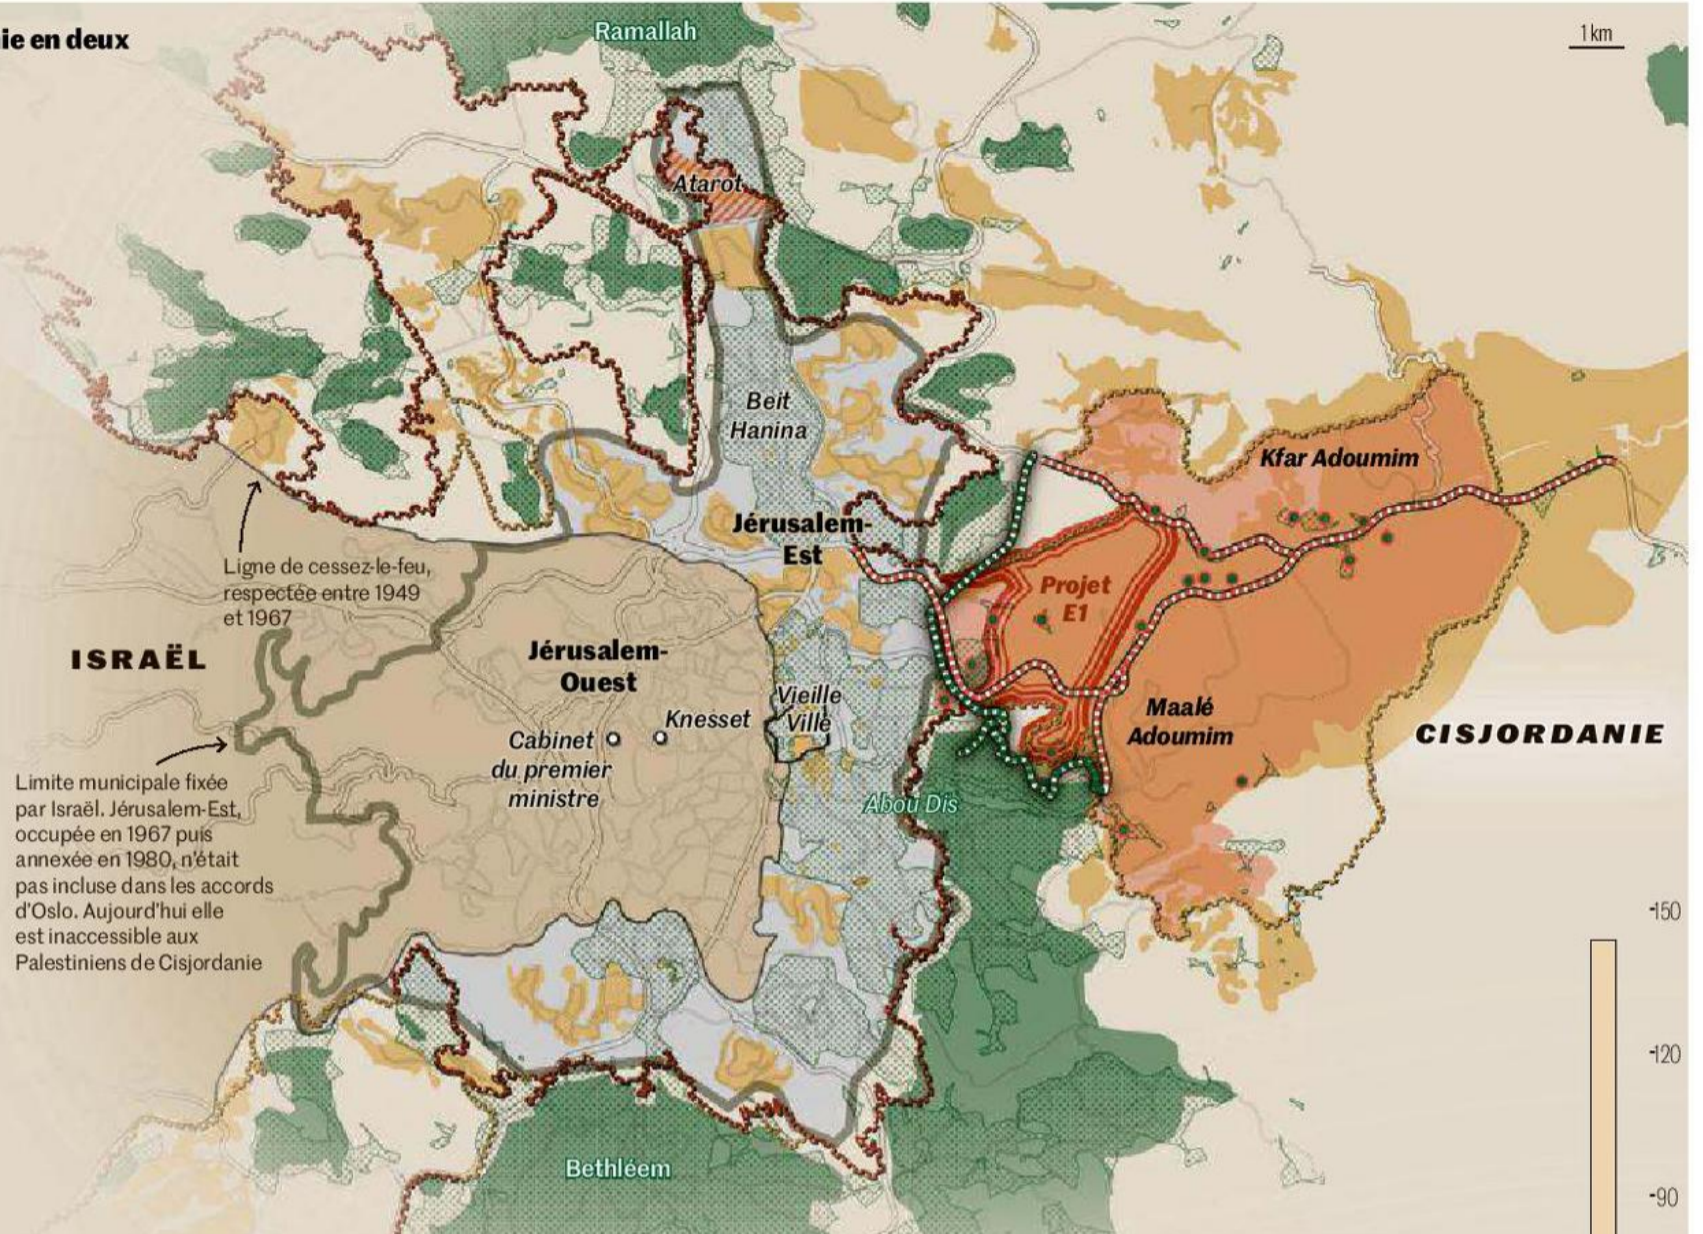 ie en deux
Ramallah
1 km
Atarot
Beit
Hanina
Kfar Adoumim
Jérusalem-
Est
Ligne de cessez-le-feu,
respectée entre 1949
et 1967
Projet
E1
ISRAËL
Jérusalem-
Ouest
Vieille
Ville
Knesset
Cabinet
du premier
ministre
Maalé
Adoumim
CISJORDANIE
Limite municipale fixée
par Israël. Jérusalem-Est,
occupée en 1967 puis
annexée en 1980, n'était
pas incluse dans les accords
d'Oslo. Aujourd'hui elle
est inaccessible aux
Palestiniens de Cisjordanie
Abou Dis
-150
-120
-90
Bethléem